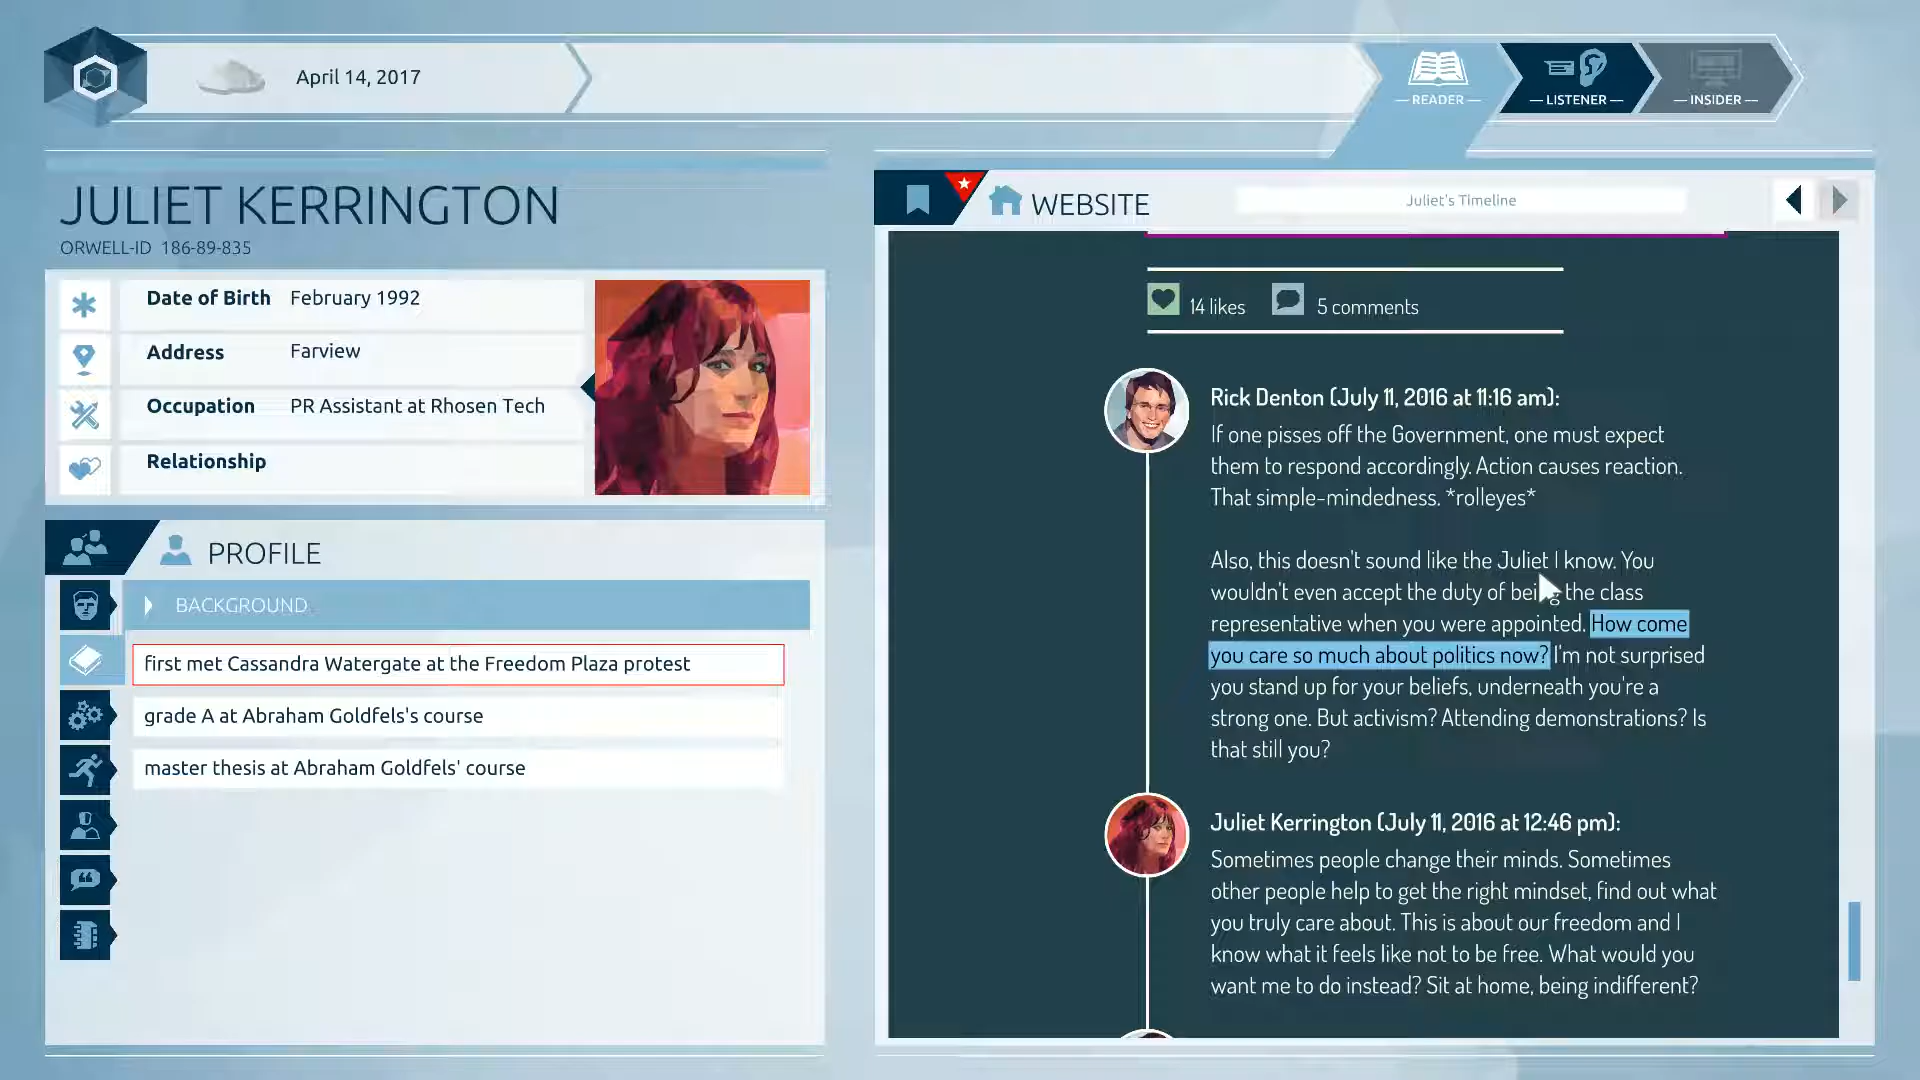 April 14, 2017
READER
LISTENER
INSIDER
JULIET KERRINGTON
ORWELL-ID 186-89-835
Date of Birth February 1992
Address Farview
Occupation PR Assistant at Rhosen Tech
Relationship
PROFILE
BACKGROUND
first met Cassandra Watergate at the Freedom Plaza protest
grade A at Abraham Goldfels's course
master thesis at Abraham Goldfels' course
WEBSITE
Juliet's Timeline
14 likes 5 comments
Rick Denton (July 11, 2016 at 11:16 am):
If one pisses off the Government, one must expect
them to respond accordingly. Action causes reaction.
That simple-mindedness. *rolleyes*
Also, this doesn't sound like the Juliet I know. You
wouldn't even accept the duty of being the class
representative when you were appointed. How come
you care so much about politics now? I'm not surprised
you stand up for your beliefs, underneath you're a
strong one. But activism? Attending demonstrations? Is
that still you?
Juliet Kerrington (July 11, 2016 at 12:46 pm):
Sometimes people change their minds. Sometimes
other people help to get the right mindset, find out what
you truly care about. This is about our freedom and I
know what it feels like not to be free. What would you
want me to do instead? Sit at home, being indifferent?